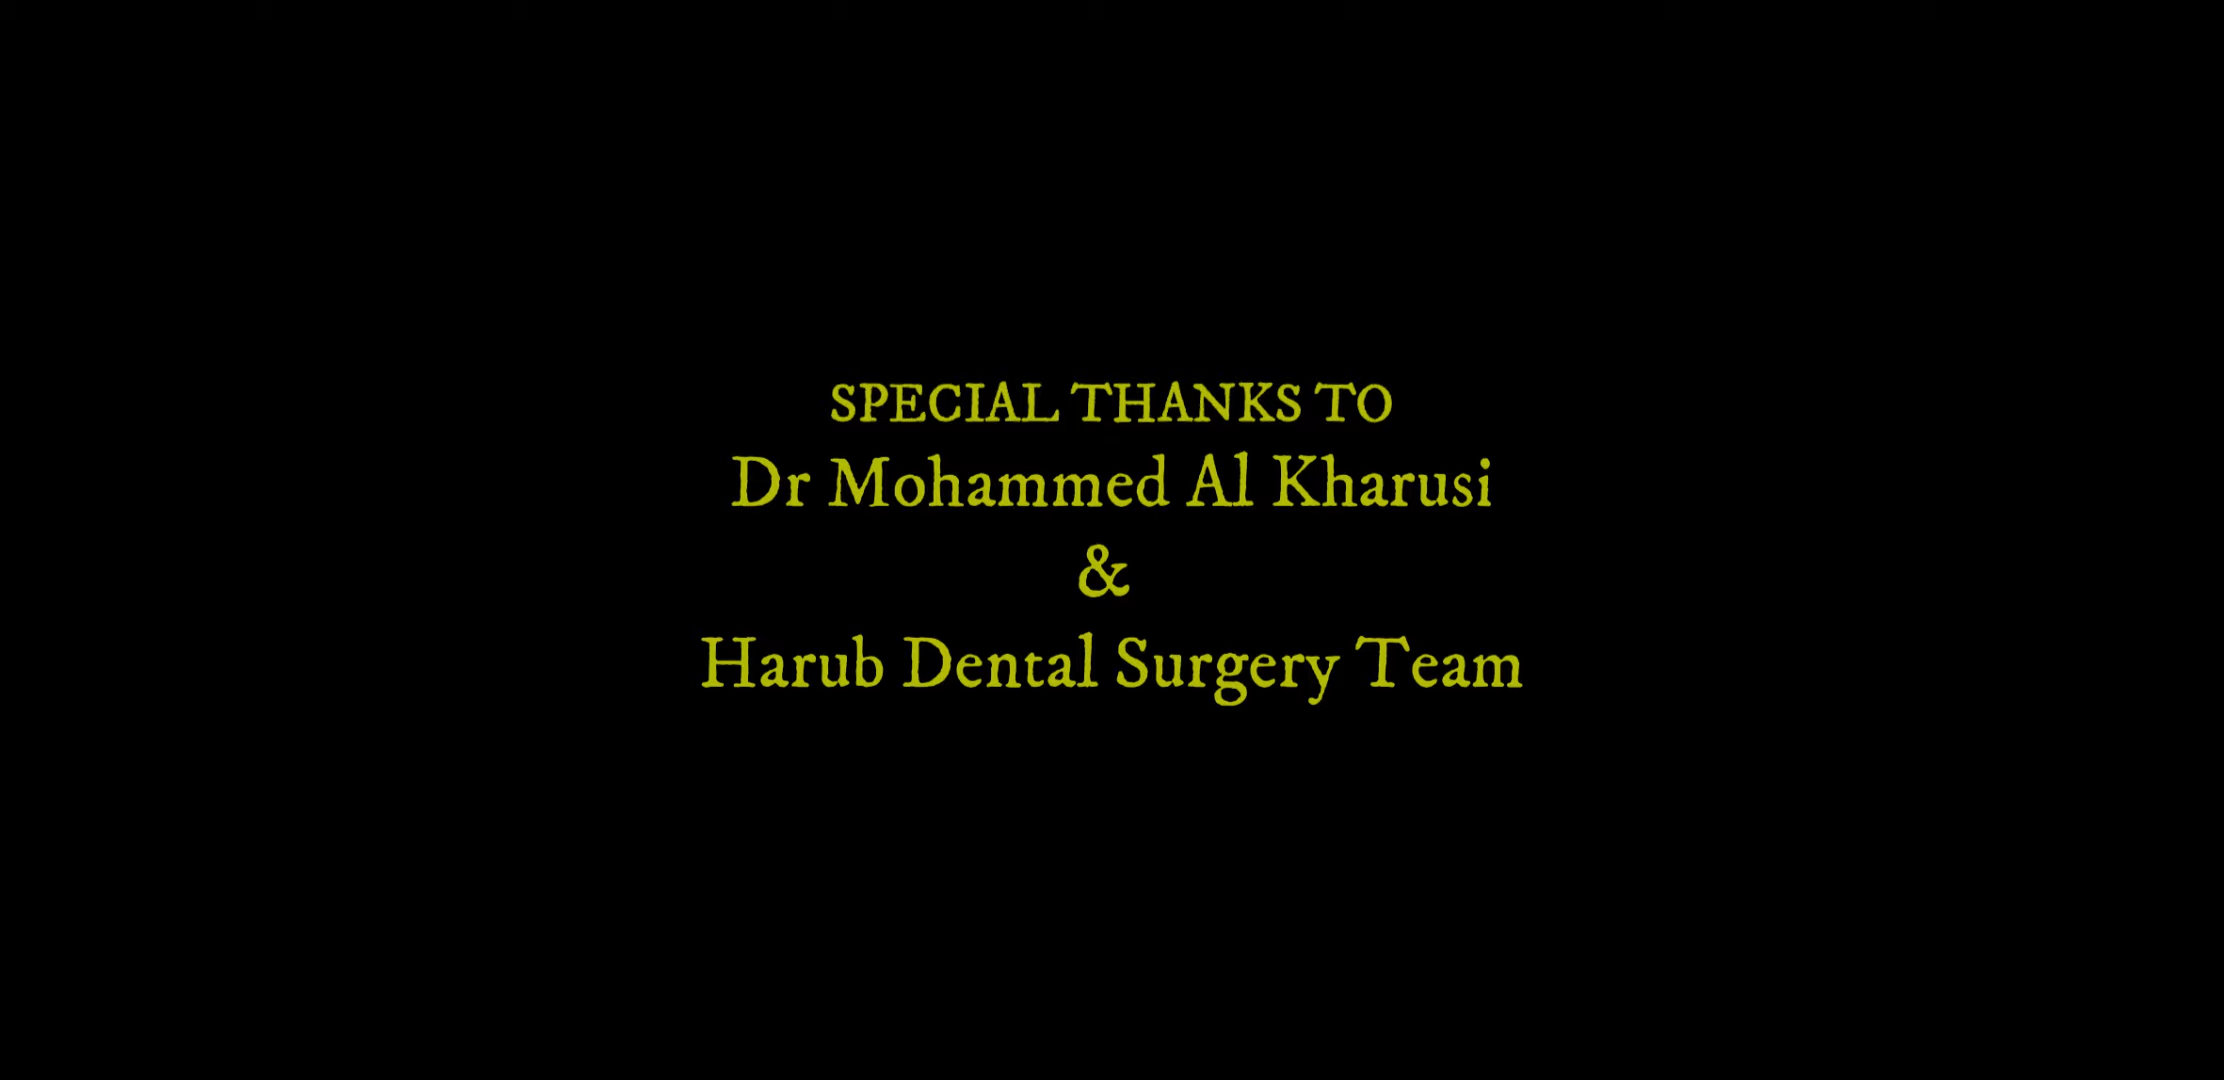 SPECIAL THANKS TO
Dr Mohammed Al Kharusi
&
Harub Dental Surgery Team